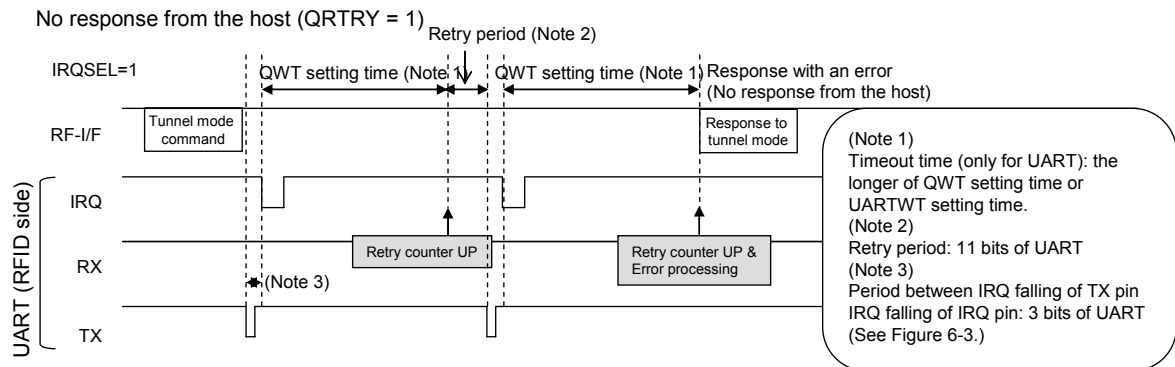 No response from the host (QRTRY = 1)
Retry period (Note 2)
IRQSEL=1
QWT setting time (Note 1)
QWT setting time (Note 1)
Response with an error
(No response from the host)
RF-I/F
Tunnel mode
command
Response to
tunnel mode
UART (RFID side)
IRQ
Retry counter UP
Retry counter UP &
Error processing
RX
(Note 3)
TX
(Note 1)
Timeout time (only for UART): the
longer of QWT setting time or
UARTWT setting time.
(Note 2)
Retry period: 11 bits of UART
(Note 3)
Period between IRQ falling of TX pin
IRQ falling of IRQ pin: 3 bits of UART
(See Figure 6-3.)